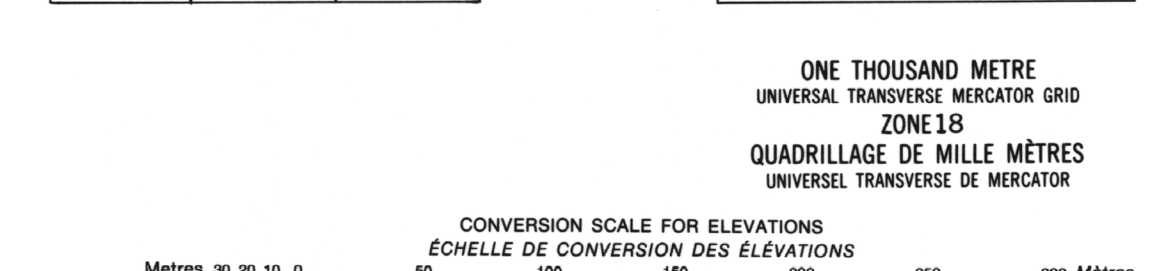 ONE THOUSAND METRE
UNIVERSAL TRANSVERSE MERCATOR GRID
ZONE 18
QUADRILLAGE DE MILLE MÈTRES
UNIVERSEL TRANSVERSE DE MERCATOR
CONVERSION SCALE FOR ELEVATIONS
ÉCHELLE DE CONVERSION DES ÉLÉVATIONS
Metres 30 20 10 0 50 100 150 200 250 300 Mètres